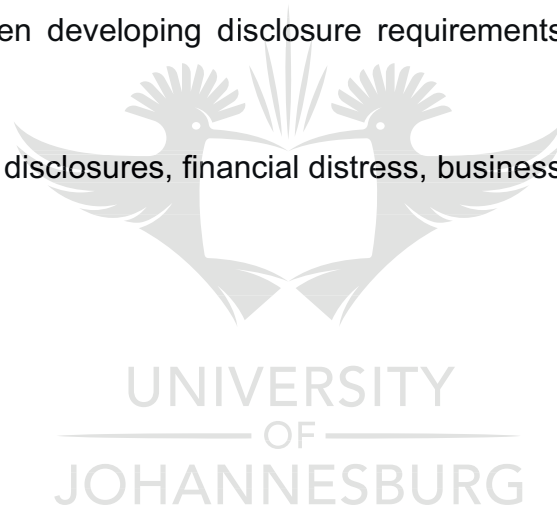 en developing disclosure requirements
disclosures, financial distress, business
UNIVERSITY
OF
JOHANNESBURG